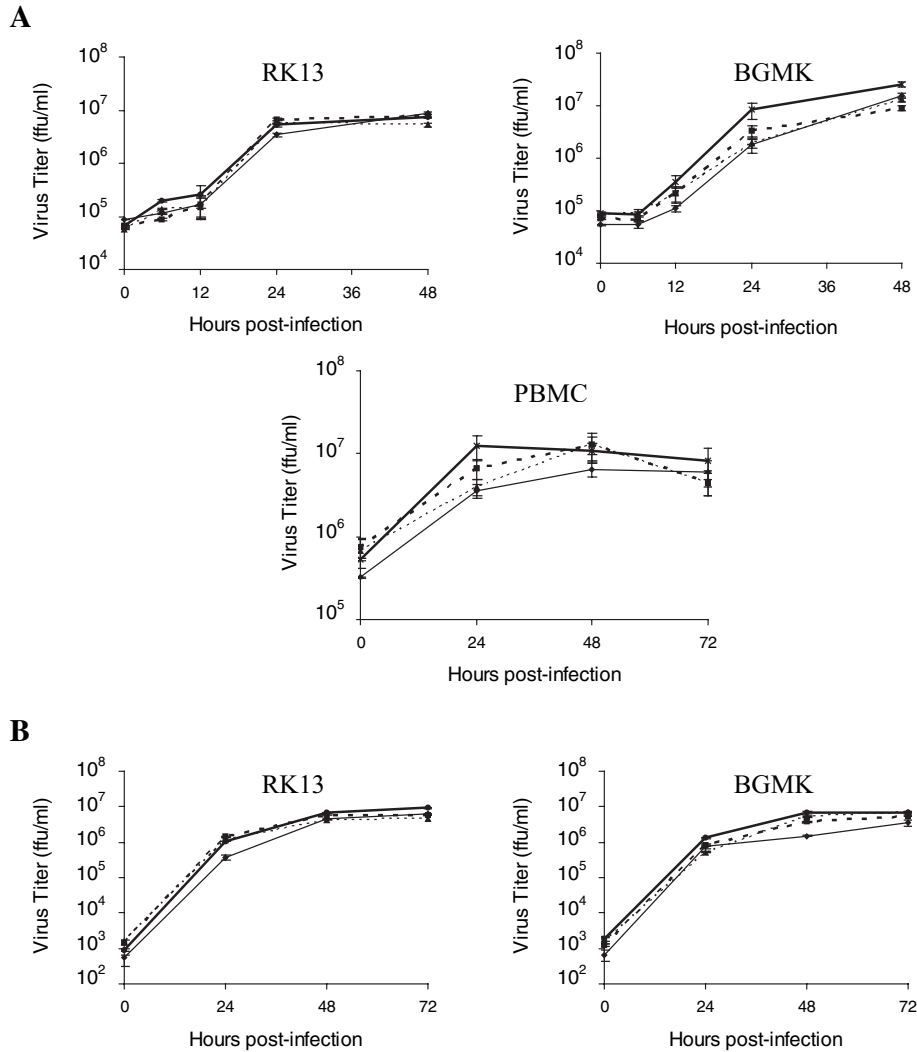 A
RK13
Virus Titer (ffu/ml)
10^8
10^7
10^6
10^5
10^4
0 12 24 36 48
Hours post-infection
BGMK
Virus Titer (ffu/ml)
10^8
10^7
10^6
10^5
10^4
0 12 24 36 48
Hours post-infection
PBMC
Virus Titer (ffu/ml)
10^8
10^7
10^6
10^5
0 24 48 72
Hours post-infection
B
RK13
Virus Titer (ffu/ml)
10^8
10^7
10^6
10^5
10^4
10^3
10^2
0 24 48 72
Hours post-infection
BGMK
Virus Titer (ffu/ml)
10^8
10^7
10^6
10^5
10^4
10^3
10^2
0 24 48 72
Hours post-infection